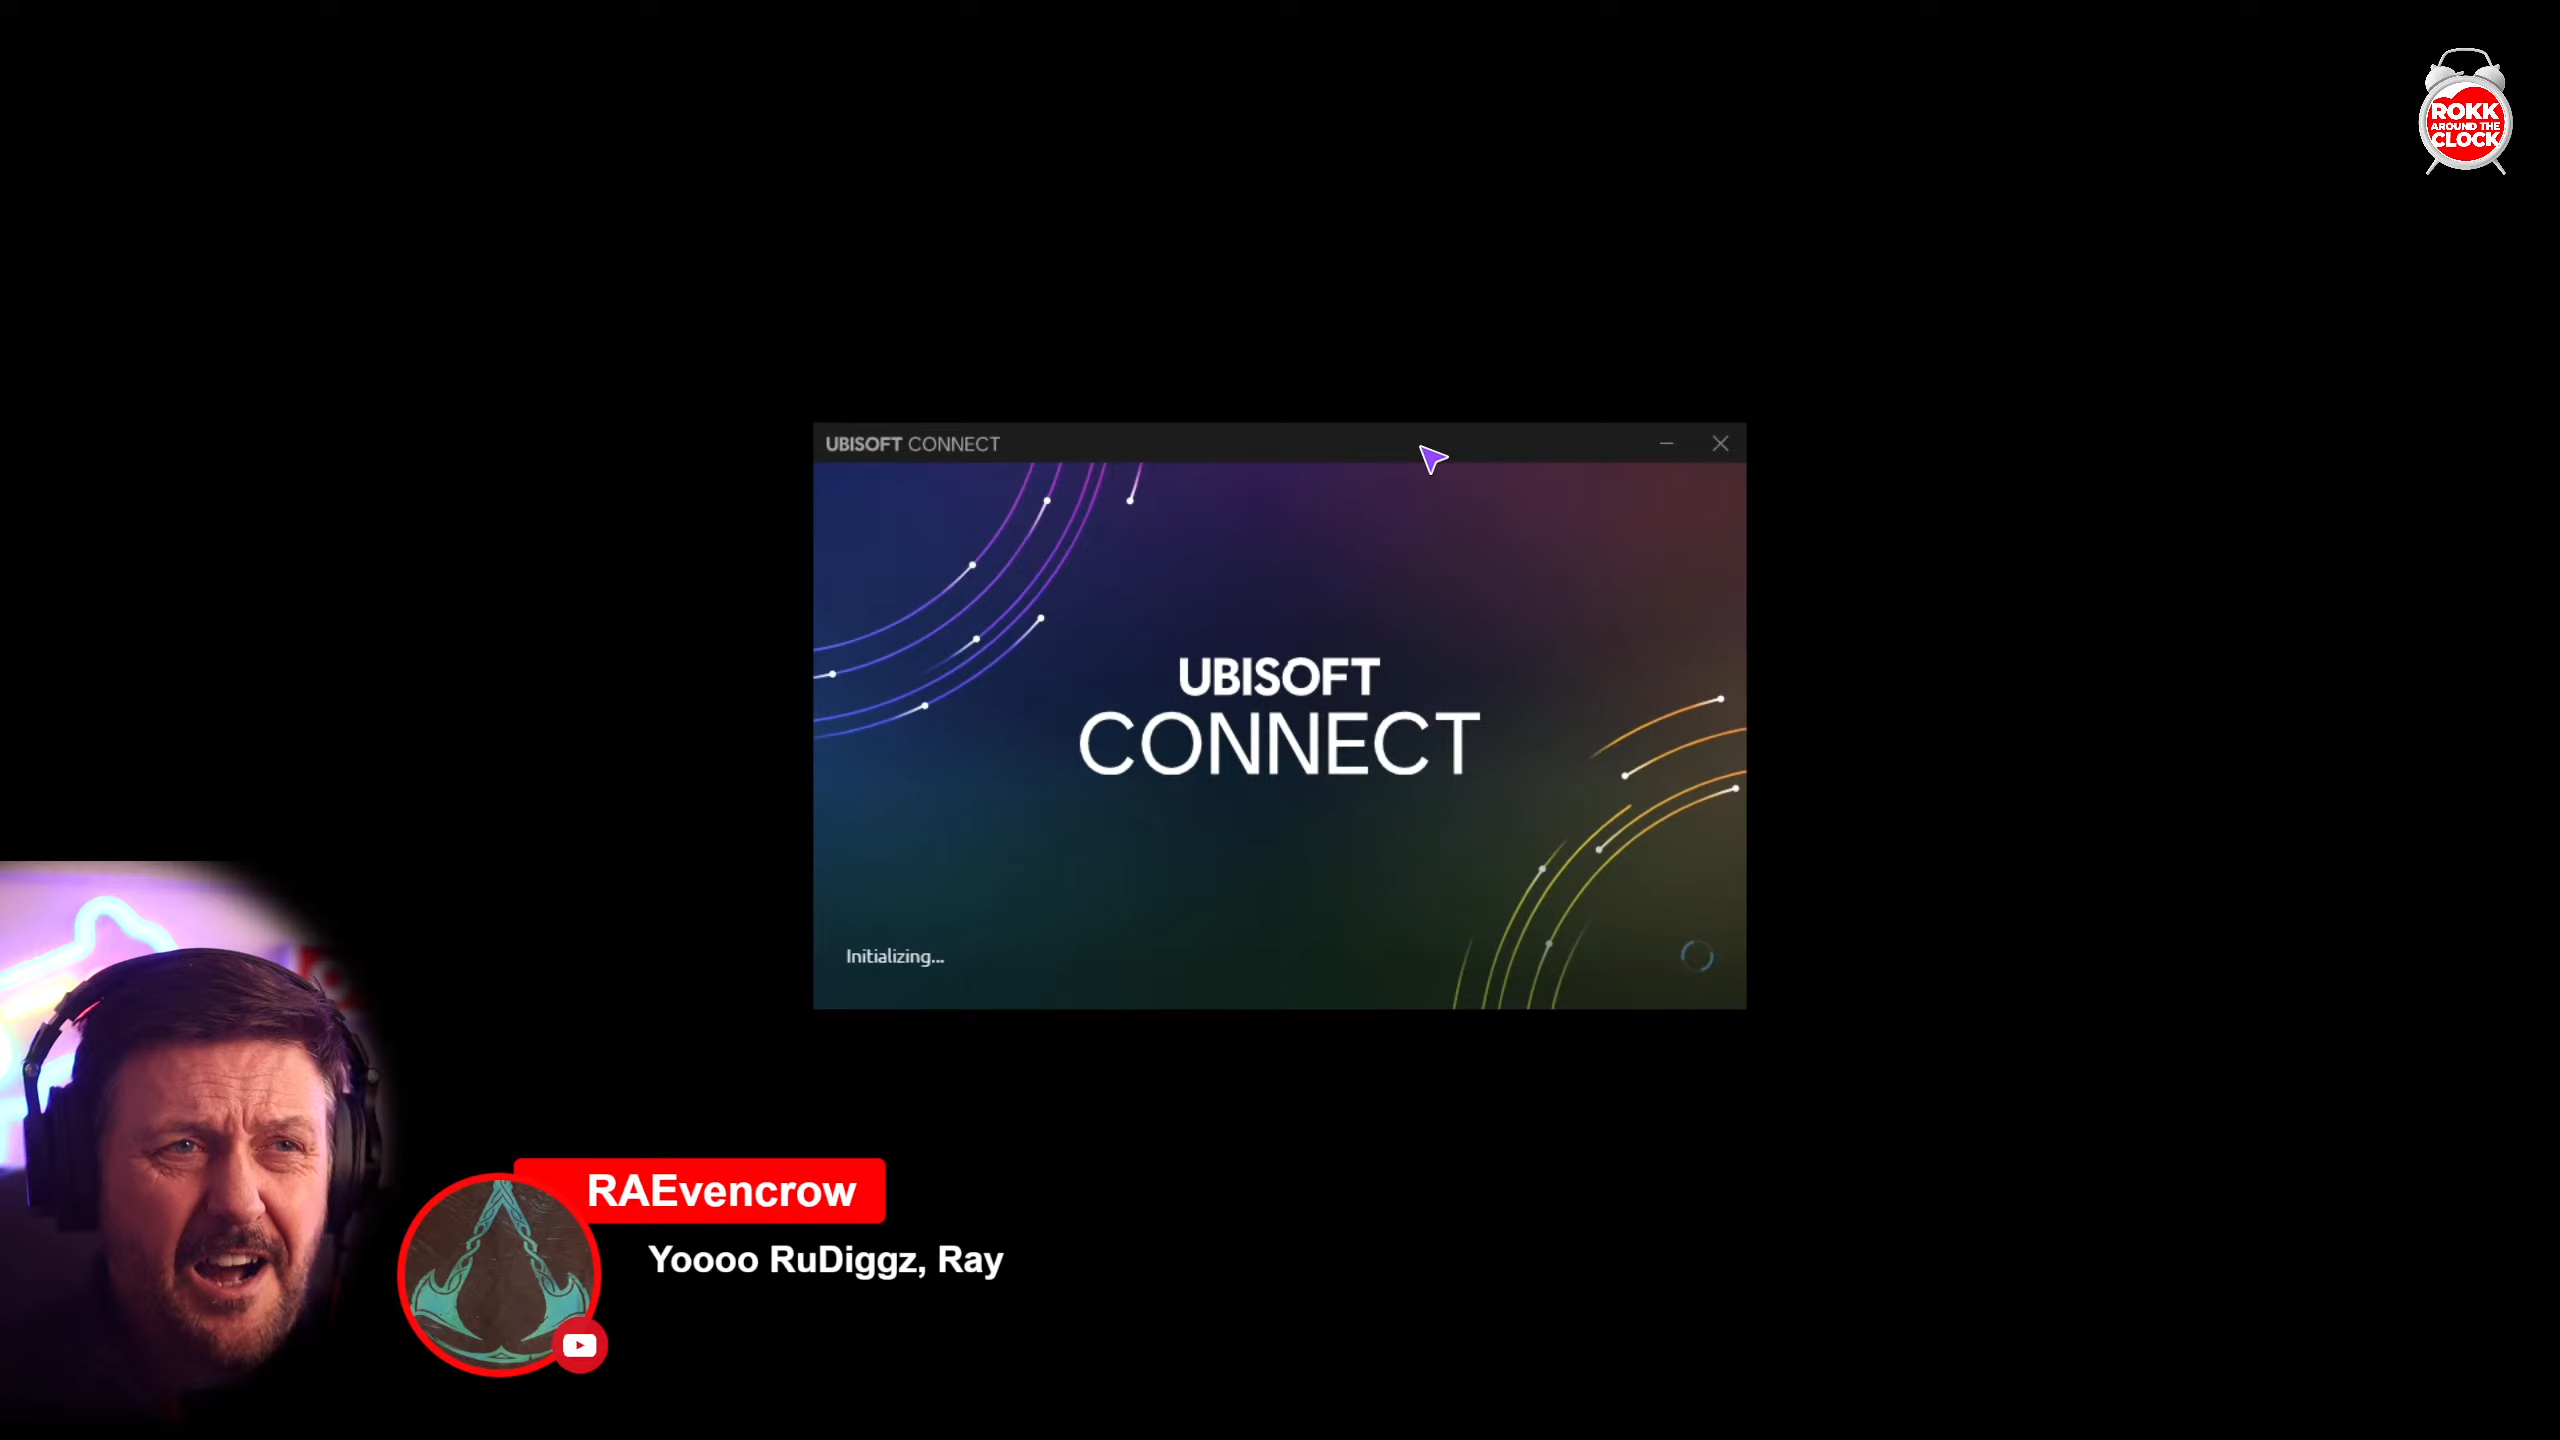 ROKK
AROUND THE
CLOCK
UBISOFT CONNECT
UBISOFT
CONNECT
Initializing...
RAEvencrow
Yoooo RuDiggz, Ray